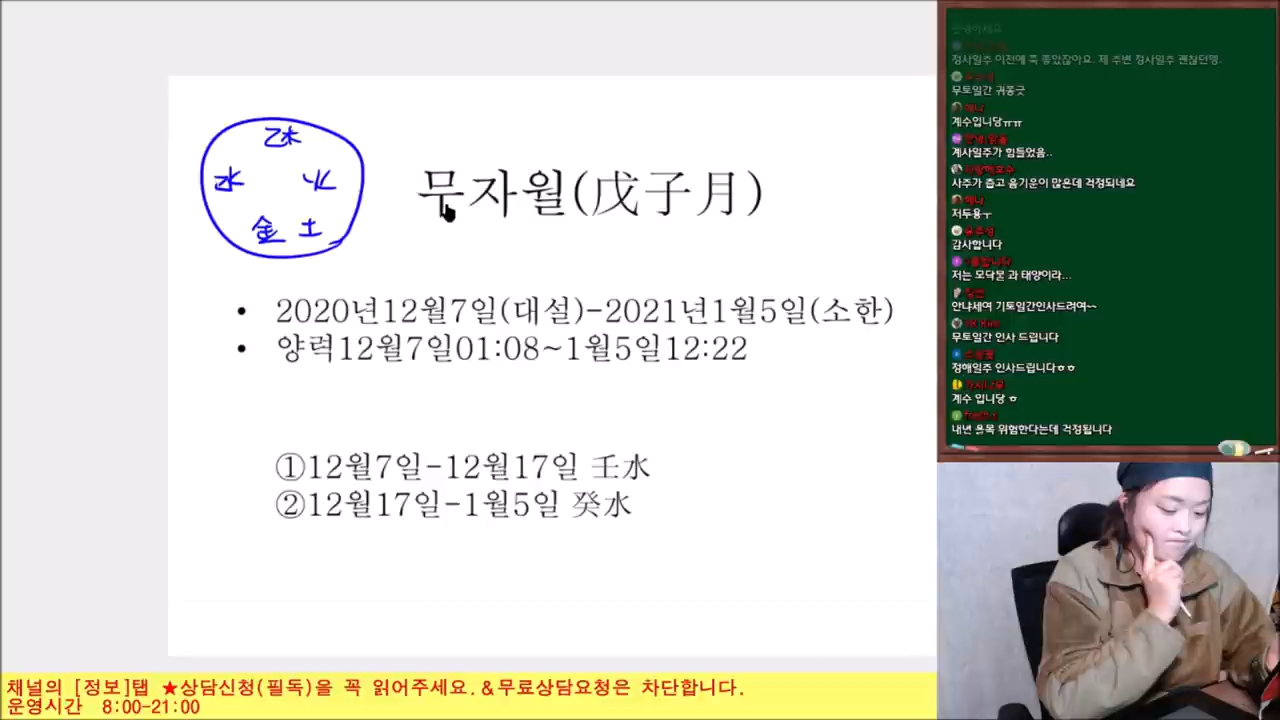 水
火
金 土
무자월(戊子月)
• 2020년12월7일(대설)-2021년1월5일(소한)
• 양력12월7일01:08~1월5일12:22
①12월7일-12월17일 壬水
②12월17일-1월5일 癸水
정사일주 이전에 쭉 좋았잖아요. 제 주변 정사일주 괜찮던뎅.
무토일간 귀쫑긋
계수입니당ㅠㅠ
계사일주가 힘들었음..
사주가 춥고 음기운이 많은데 걱정되네요
저두용ㅜ
감사합니다
저는 모닥불 과 태양이라...
안냐세여 기토일간인사드려여~~
무토일간 인사 드립니다
정해일주 인사드립니다ㅎㅎ
계수 입니당 ㅎ
내년 을목 위험한다는데 걱정됩니다
채널의 [정보]탭 ★상담신청(필독)을 꼭 읽어주세요.&무료상담요청은 차단합니다.
운영시간 8:00-21:00